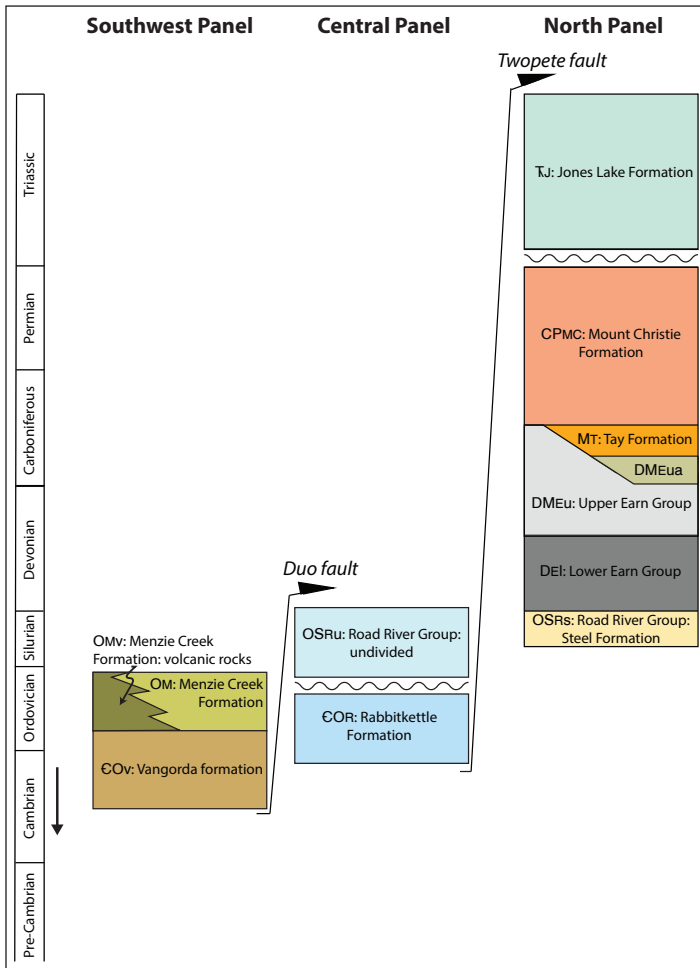 Southwest Panel
Central Panel
North Panel
Twopete fault
Triassic
Permian
Carboniferous
Devonian
Silurian
Ordovician
Cambrian
Pre-Cambrian
OMv: Menzie Creek
Formation: volcanic rocks
OM: Menzie Creek
Formation
ЄOv: Vangorda formation
Duo fault
OSRu: Road River Group:
undivided
ЄOR: Rabbitkettle
Formation
TJ: Jones Lake Formation
CPMC: Mount Christie
Formation
MT: Tay Formation
DMEua
DMEu: Upper Earn Group
DEl: Lower Earn Group
OSRs: Road River Group:
Steel Formation